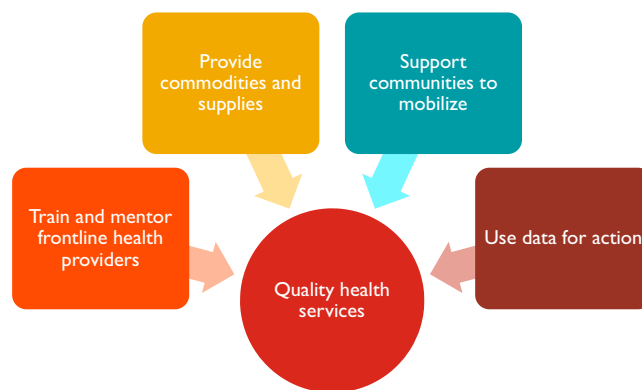 Provide
commodities and
supplies
Support
communities to
mobilize
Train and mentor
frontline health
providers
Use data for action
Quality health
services